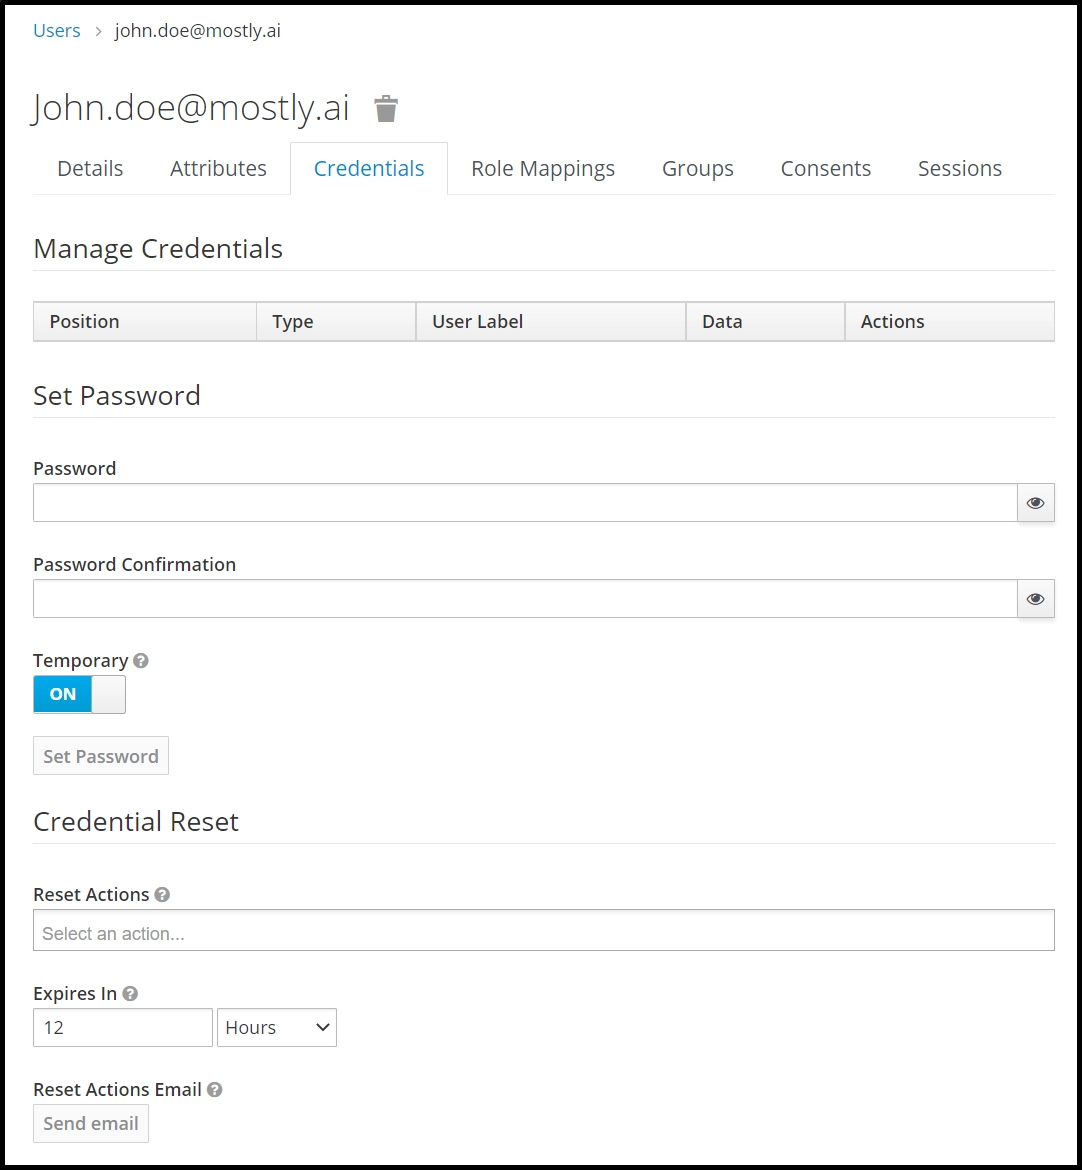 Users > john.doe@mostly.ai
John.doe@mostly.ai
Details Attributes Credentials Role Mappings Groups Consents Sessions
Manage Credentials
Position Type User Label Data Actions
Set Password
Password
Password Confirmation
Temporary ?
ON
Set Password
Credential Reset
Reset Actions ?
Select an action...
Expires In ?
12 Hours
Reset Actions Email ?
Send email